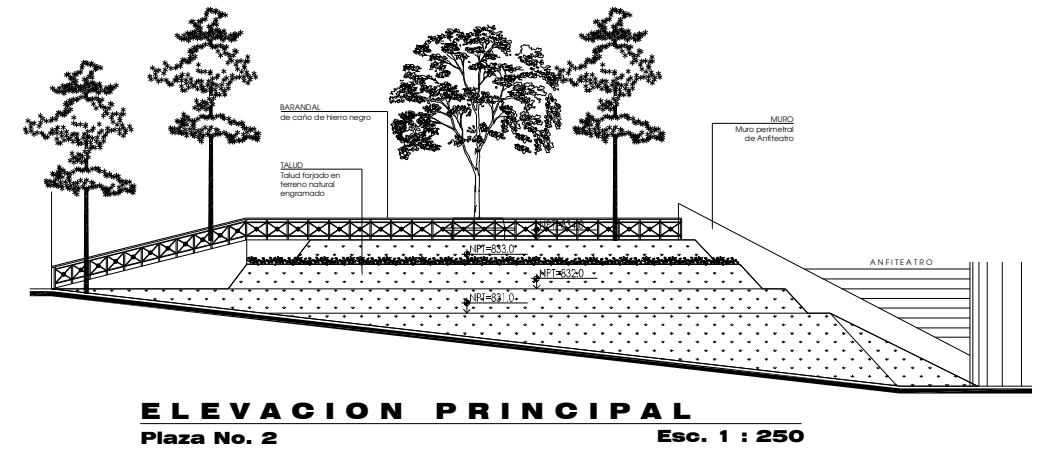 BARANDAL
de caño de hierro negro
MURO
Muro perimetral
de Anfiteatro
TALUD
Talud forjado en
terreno natural
engramado
NPT=833.0
ANFITEATRO
NPT=832.0
NPT=831.0
ELEVACION PRINCIPAL
Plaza No. 2
Esc. 1 : 250